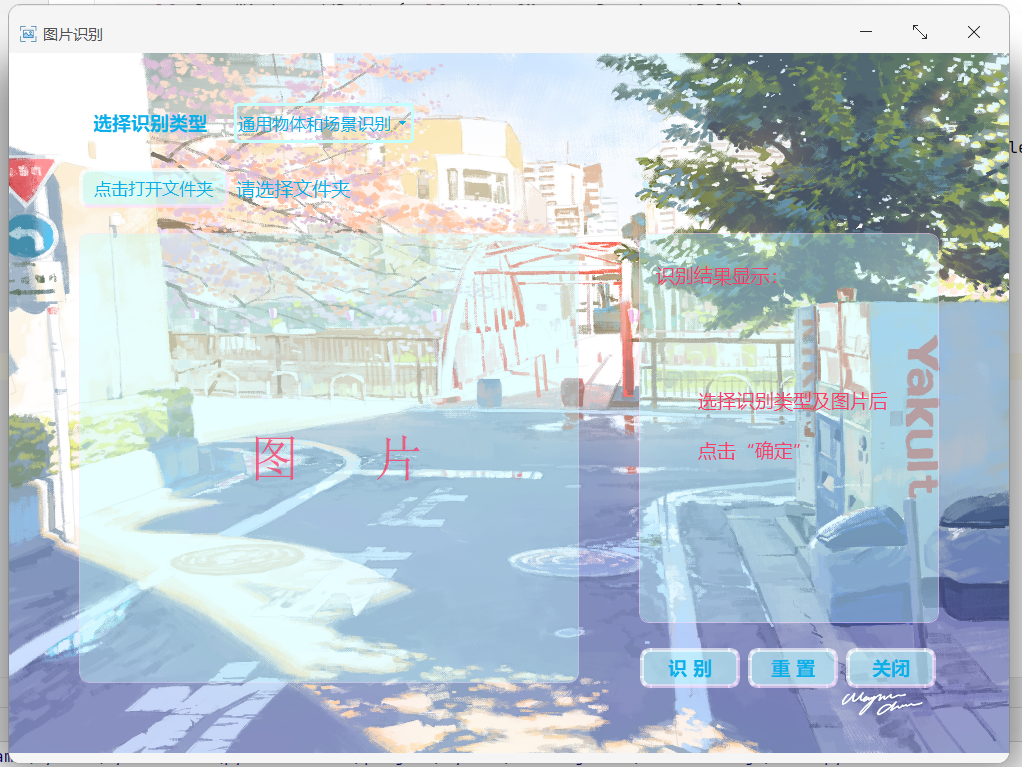 图片识别
选择识别类型 通用物体和场景识别
点击打开文件夹 请选择文件夹
识别结果显示:
选择识别类型及图片后
点击“确定”
图 片
Yakult
识 别 重 置 关闭